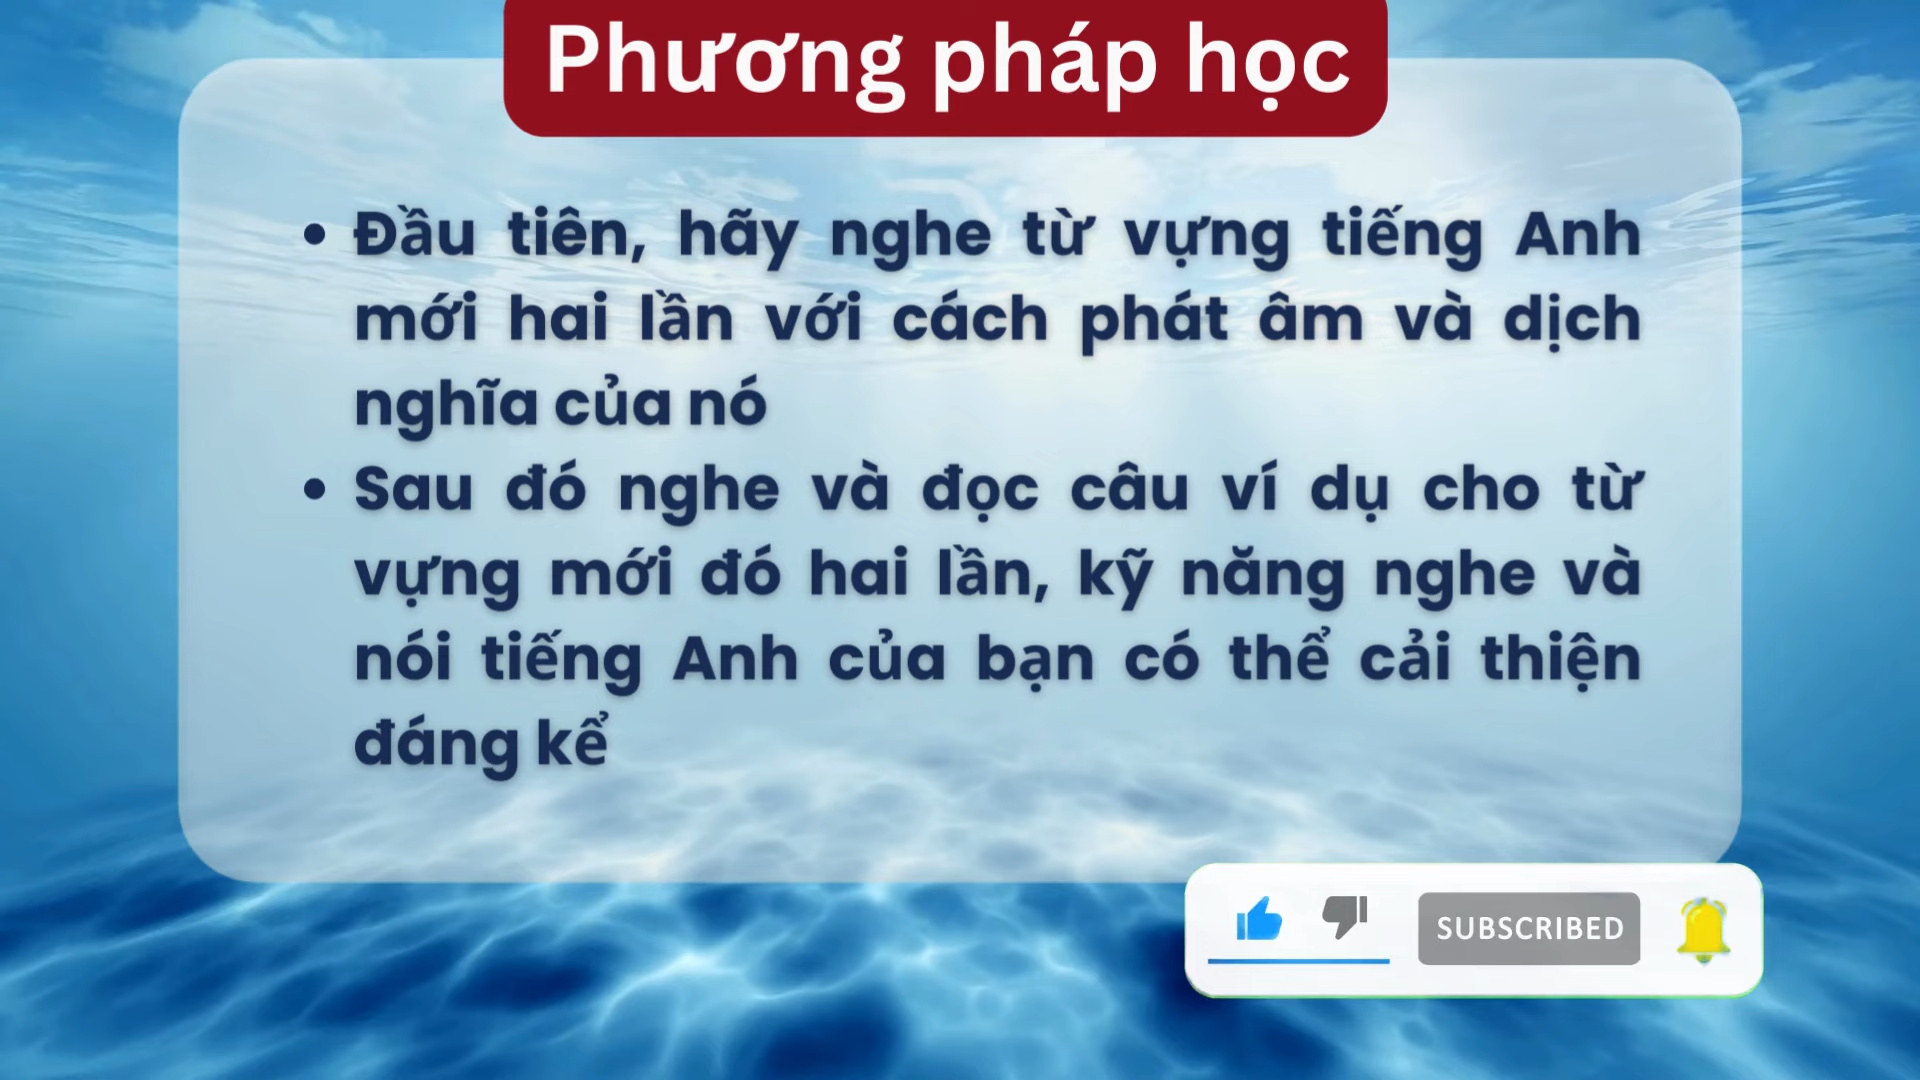 Phương pháp học
• Đầu tiên, hãy nghe từ vựng tiếng Anh
mới hai lần với cách phát âm và dịch
nghĩa của nó
• Sau đó nghe và đọc câu ví dụ cho từ
vựng mới đó hai lần, kỹ năng nghe và
nói tiếng Anh của bạn có thể cải thiện
đáng kể
SUBSCRIBED